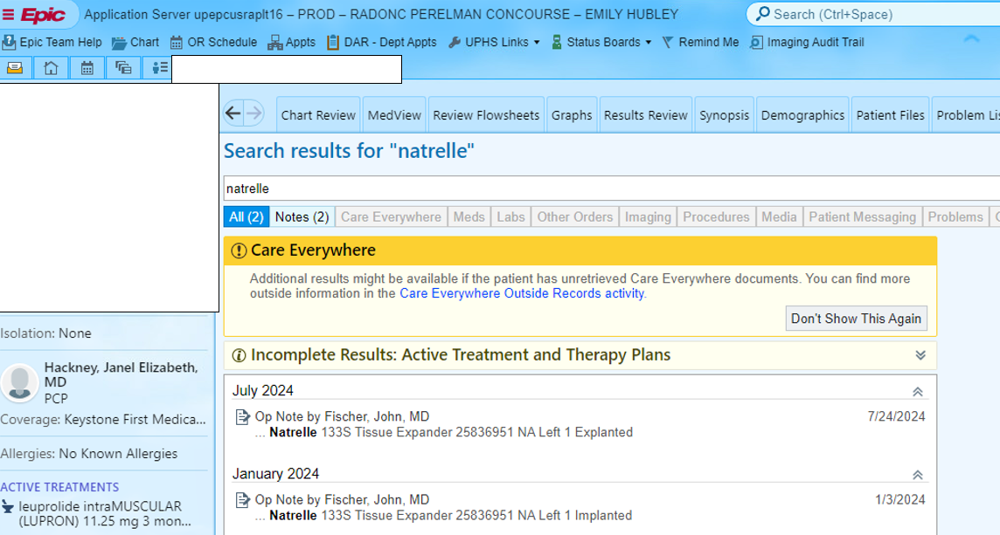 Epic Application Server upepcusraplt16 – PROD – RADONC PERELMAN CONCOURSE – EMILY HUBLEY
Search (Ctrl+Space)
Epic Team Help Chart OR Schedule Appts DAR - Dept Appts UPHS Links Status Boards Remind Me Imaging Audit Trail
Chart Review MedView Review Flowsheets Graphs Results Review Synopsis Demographics Patient Files Problem Lis
Search results for "natrelle"
natrelle
All (2) Notes (2) Care Everywhere Meds Labs Other Orders Imaging Procedures Media Patient Messaging Problems
Care Everywhere
Additional results might be available if the patient has unretrieved Care Everywhere documents. You can find more
outside information in the Care Everywhere Outside Records activity.
Don't Show This Again
Incomplete Results: Active Treatment and Therapy Plans
July 2024
Op Note by Fischer, John, MD 7/24/2024
... Natrelle 133S Tissue Expander 25836951 NA Left 1 Explanted
January 2024
Op Note by Fischer, John, MD 1/3/2024
... Natrelle 133S Tissue Expander 25836951 NA Left 1 Implanted
Isolation: None
Hackney, Janel Elizabeth,
MD
PCP
Coverage: Keystone First Medica...
Allergies: No Known Allergies
ACTIVE TREATMENTS
leuprolide intraMUSCULAR
(LUPRON) 11.25 mg 3 mon...